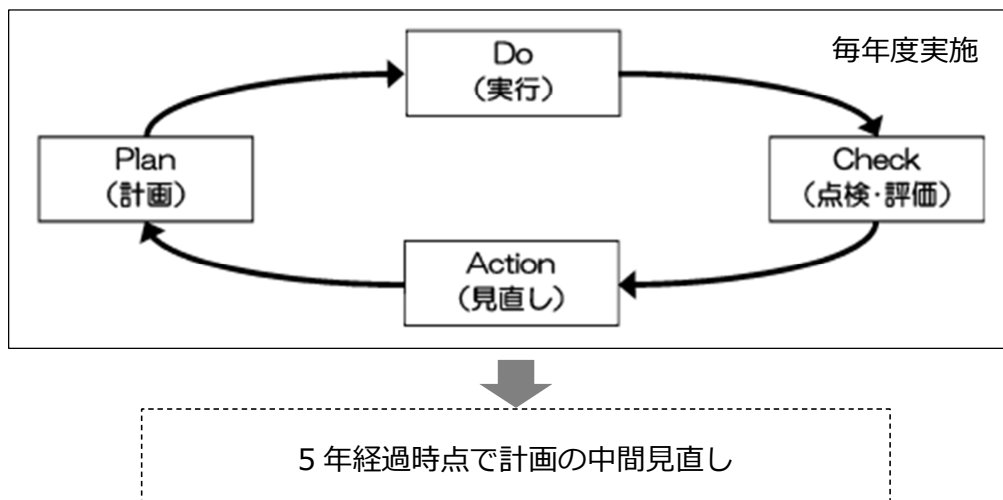 毎年度実施
Do
（実行）
Plan
（計画）
Check
（点検・評価）
Action
（見直し）
５年経過時点で計画の中間見直し